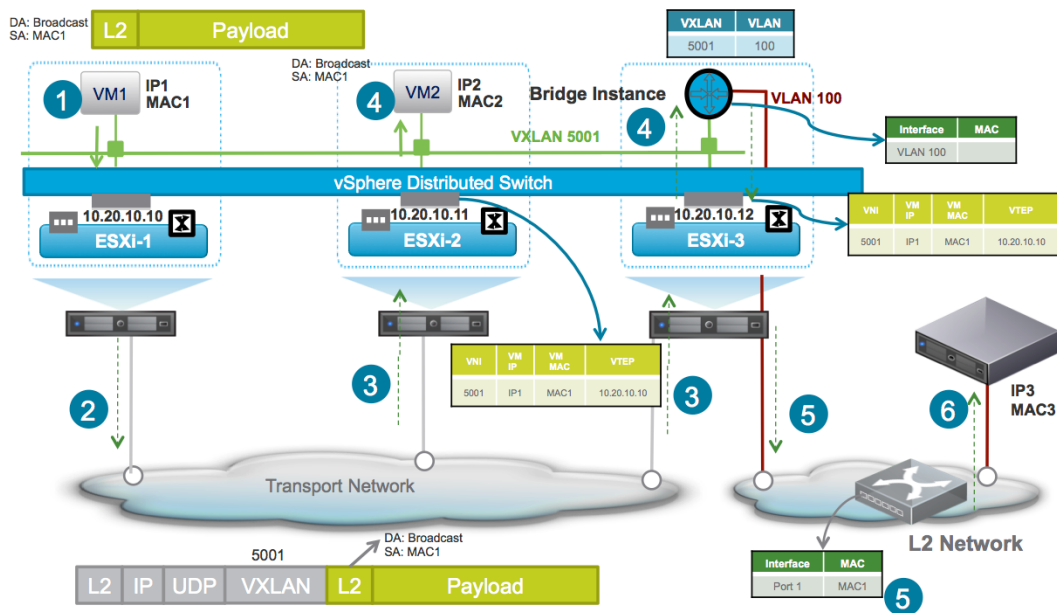 DA: Broadcast
SA: MAC1
L2 Payload
VXLAN VLAN
5001 100
1
VM1
IP1
MAC1
DA: Broadcast
SA: MAC1
4
VM2
IP2
MAC2
Bridge Instance
4
VLAN 100
VXLAN 5001
Interface MAC
VLAN 100
vSphere Distributed Switch
10.20.10.10
ESXi-1
10.20.10.11
ESXi-2
10.20.10.12
ESXi-3
VNI VM IP VM MAC VTEP
5001 IP1 MAC1 10.20.10.10
2
3
VNI VM IP VM MAC VTEP
5001 IP1 MAC1 10.20.10.10
3
5
6
IP3
MAC3
Transport Network
L2 Network
5001
DA: Broadcast
SA: MAC1
L2 IP UDP VXLAN L2 Payload
Interface MAC
Port 1 MAC1
5